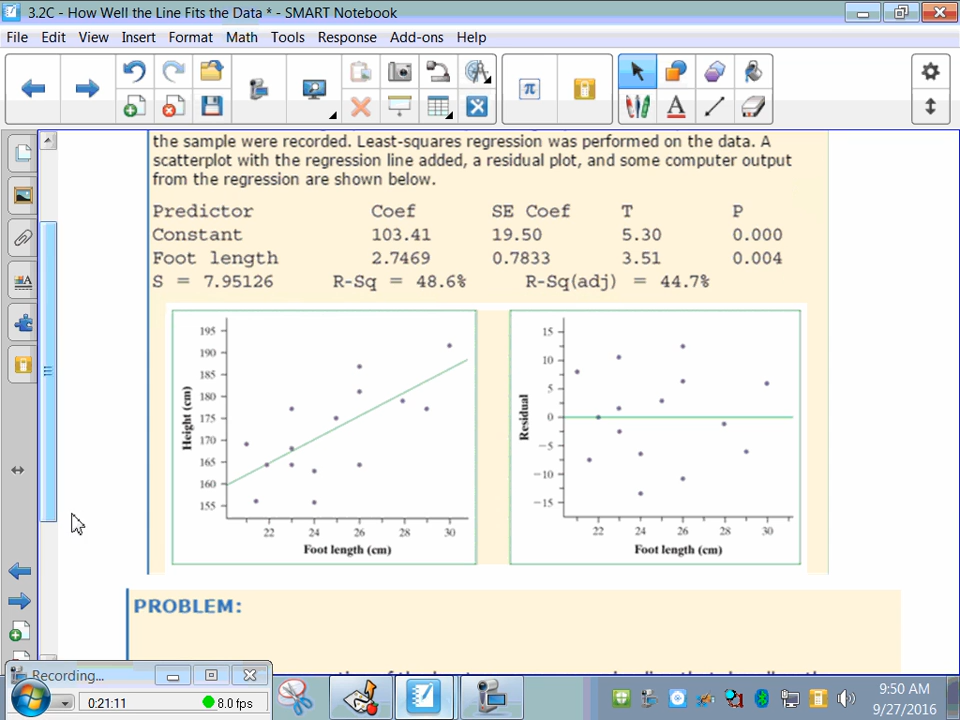 3.2C - How Well the Line Fits the Data * - SMART Notebook
File Edit View Insert Format Math Tools Response Add-ons Help
the sample were recorded. Least-squares regression was performed on the data. A
scatterplot with the regression line added, a residual plot, and some computer output
from the regression are shown below.
Predictor Coef SE Coef T P
Constant 103.41 19.50 5.30 0.000
Foot length 2.7469 0.7833 3.51 0.004
S = 7.95126 R-Sq = 48.6% R-Sq(adj) = 44.7%
Height (cm)
195
190
185
180
175
170
165
160
155
22 24 26 28 30
Foot length (cm)
Residual
15
10
5
0
−5
−10
−15
22 24 26 28 30
Foot length (cm)
PROBLEM:
Recording...
0:21:11 8.0 fps
9:50 AM
9/27/2016